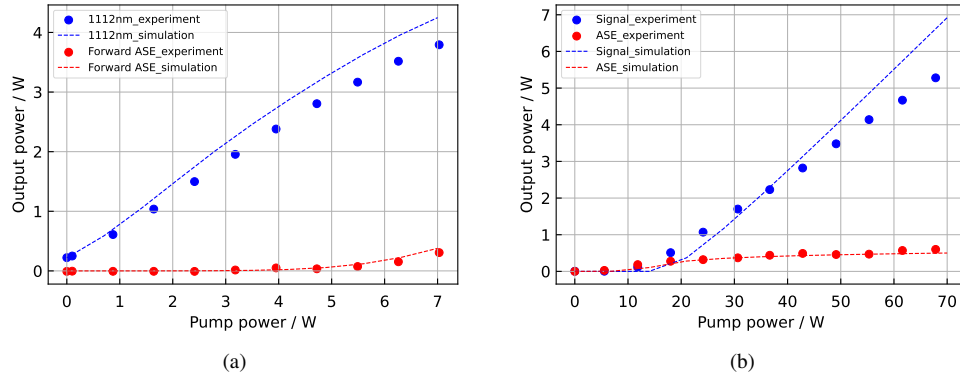 1112nm_experiment
1112nm_simulation
Forward ASE_experiment
Forward ASE_simulation
Output power / W
4
3
2
1
0
0 1 2 3 4 5 6 7
Pump power / W
(a)
Signal_experiment
ASE_experiment
Signal_simulation
ASE_simulation
Output power / W
7
6
5
4
3
2
1
0
0 10 20 30 40 50 60 70
Pump power / W
(b)